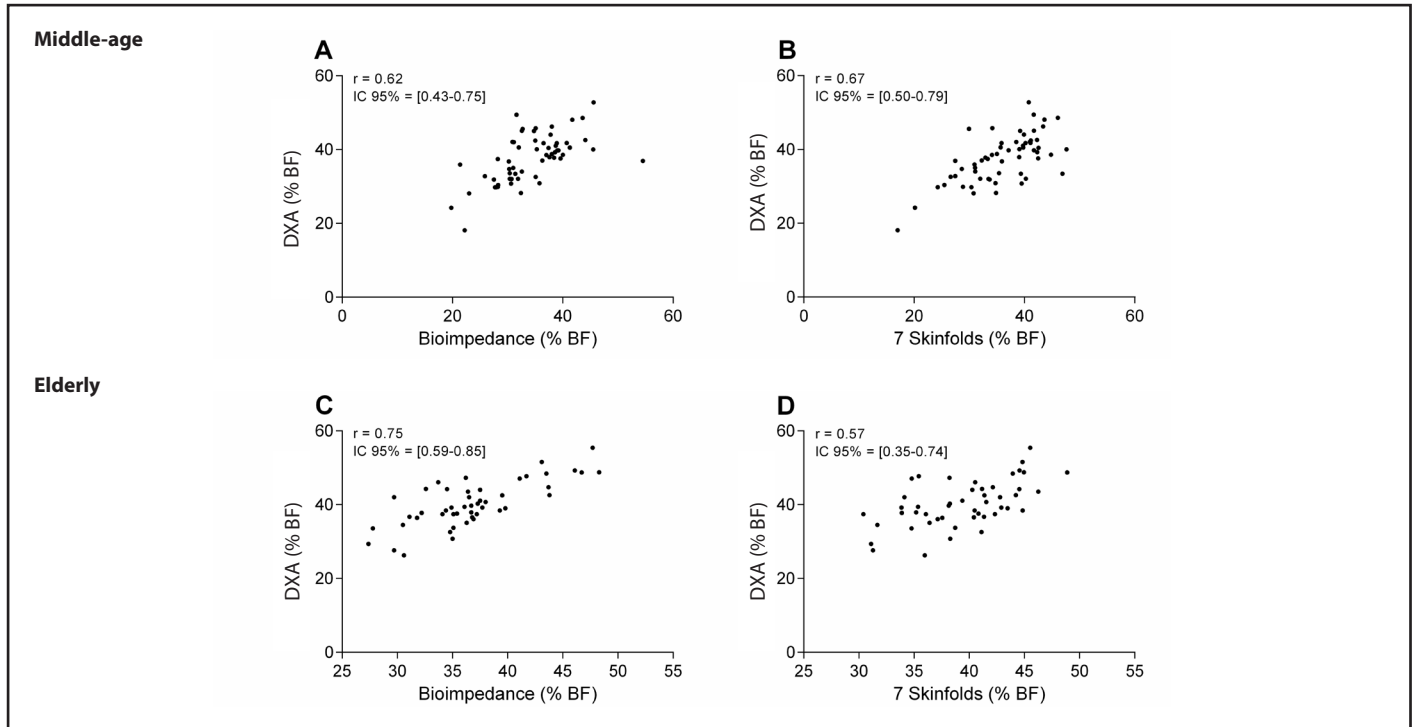 Middle-age
A
r = 0.62
IC 95% = [0.43-0.75]
60
40
20
0
DXA (% BF)
0 20 40 60
Bioimpedance (% BF)
B
r = 0.67
IC 95% = [0.50-0.79]
60
40
20
0
DXA (% BF)
0 20 40 60
7 Skinfolds (% BF)
Elderly
C
r = 0.75
IC 95% = [0.59-0.85]
60
40
20
0
DXA (% BF)
25 30 35 40 45 50 55
Bioimpedance (% BF)
D
r = 0.57
IC 95% = [0.35-0.74]
60
40
20
0
DXA (% BF)
25 30 35 40 45 50 55
7 Skinfolds (% BF)